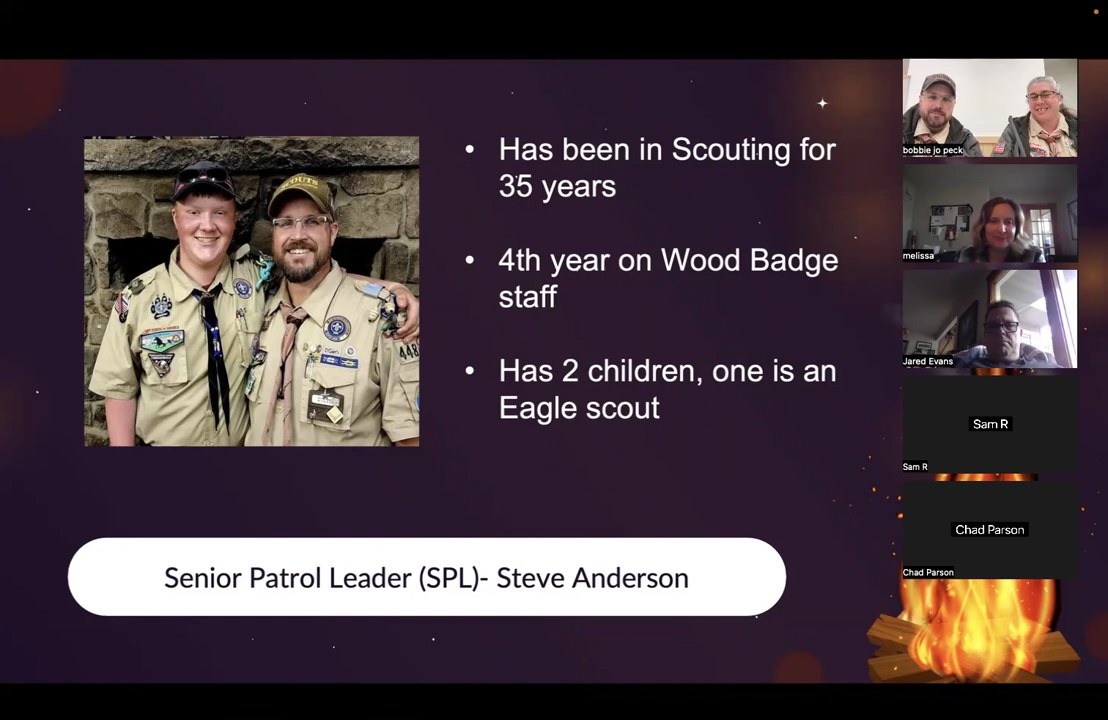 • Has been in Scouting for
35 years
• 4th year on Wood Badge
staff
• Has 2 children, one is an
Eagle scout
Senior Patrol Leader (SPL)- Steve Anderson
SCOUTS
448
bobbie jo peck
melissa
Jared Evans
Sam R
Sam R
Chad Parson
Chad Parson